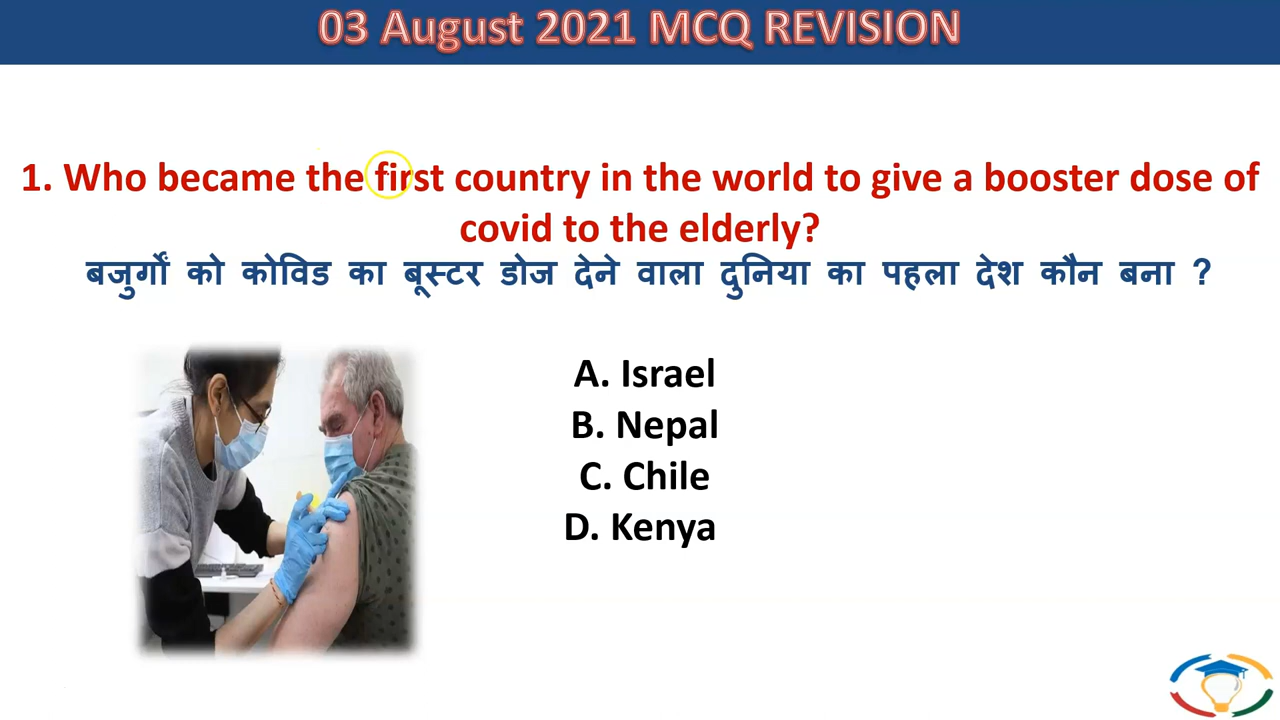 03 August 2021 MCQ REVISION
1. Who became the first country in the world to give a booster dose of
covid to the elderly?
बजुर्गों को कोविड का बूस्टर डोज देने वाला दुनिया का पहला देश कौन बना ?
A. Israel
B. Nepal
C. Chile
D. Kenya